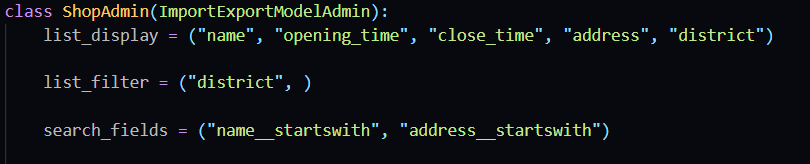 class ShopAdmin(ImportExportModelAdmin):
    list_display = ("name", "opening_time", "close_time", "address", "district")
    list_filter = ("district", )
    search_fields = ("name__startswith", "address__startswith")